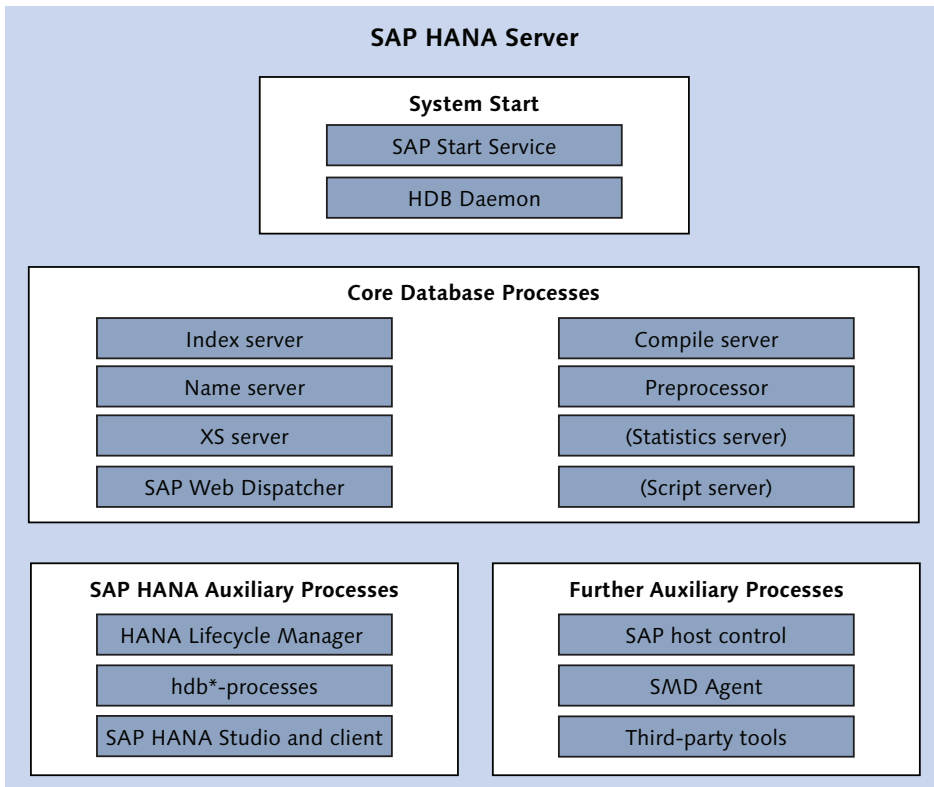 SAP HANA Server
System Start
SAP Start Service
HDB Daemon
Core Database Processes
Index server
Name server
XS server
SAP Web Dispatcher
Compile server
Preprocessor
(Statistics server)
(Script server)
SAP HANA Auxiliary Processes
HANA Lifecycle Manager
hdb*-processes
SAP HANA Studio and client
Further Auxiliary Processes
SAP host control
SMD Agent
Third-party tools